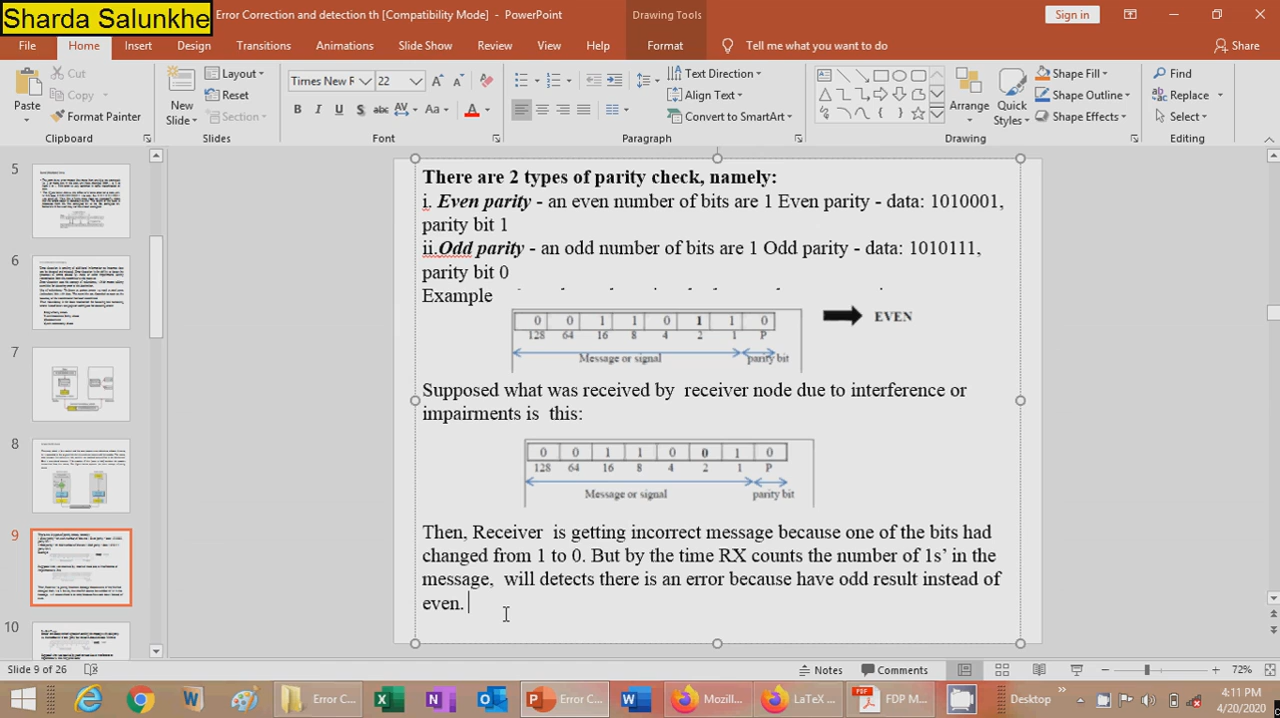 Sharda Salunkhe
Error Correction and detection th [Compatibility Mode] - PowerPoint
Drawing Tools
Sign in
File Home Insert Design Transitions Animations Slide Show Review View Help Format Tell me what you want to do Share
Paste
Cut
Copy
Format Painter
Clipboard
New Slide
Layout
Reset
Section
Slides
Times New F 22
B I U S abc AV Aa A
Font
Text Direction
Align Text
Convert to SmartArt
Paragraph
Arrange
Quick Styles
Shape Fill
Shape Outline
Shape Effects
Drawing
Find
Replace
Select
Editing
5
6
7
8
9
10
There are 2 types of parity check, namely:
i. Even parity - an even number of bits are 1 Even parity - data: 1010001,
parity bit 1
ii.Odd parity - an odd number of bits are 1 Odd parity - data: 1010111,
parity bit 0
Example
0 0 1 1 0 1 1 0
128 64 16 8 4 2 1 P
Message or signal parity bit
EVEN
Supposed what was received by receiver node due to interference or
impairments is this:
0 1 1 0 0 1
128 64 16 8 4 2 1 P
Message or signal parity bit
Then, Receiver is getting incorrect message because one of the bits had
changed from 1 to 0. But by the time RX counts the number of 1s' in the
message, will detects there is an error because have odd result instead of
even.
Slide 9 of 26
Notes Comments 72%
Error C... Error C... Mozill... LaTeX ... FDP M... Desktop
4:11 PM
4/20/2020